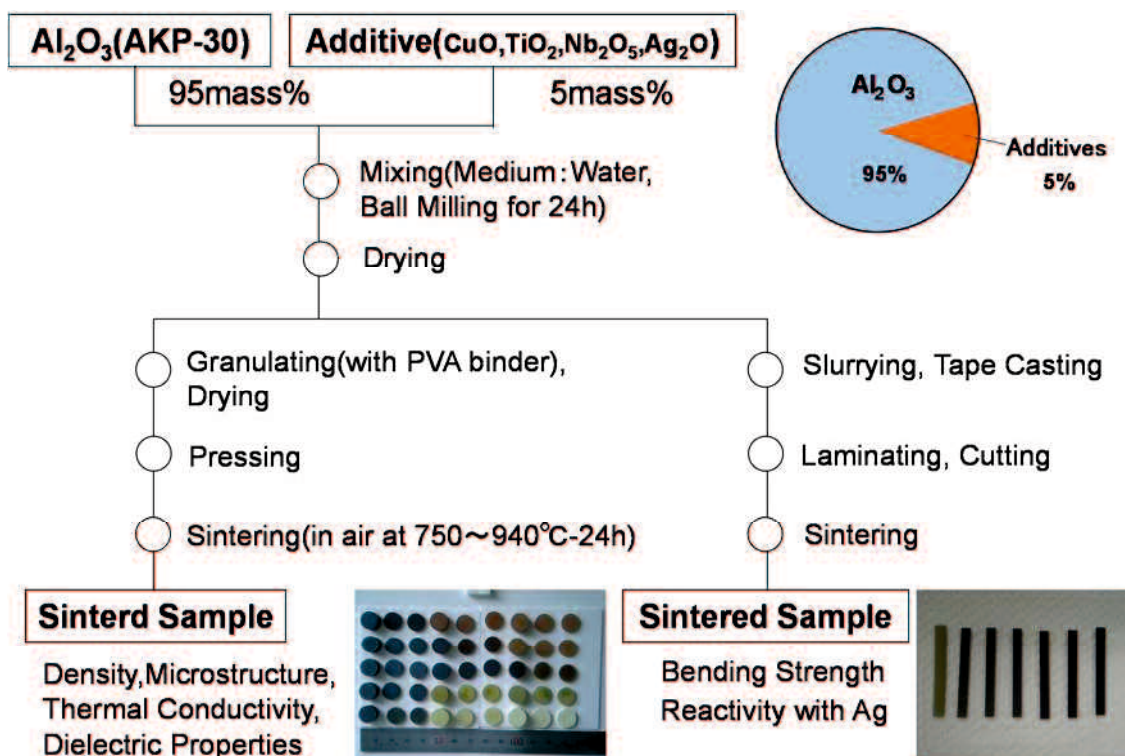 Al₂O₃(AKP-30)
Additive(CuO,TiO₂,Nb₂O₅,Ag₂O)
95mass%
5mass%
Al₂O₃
95%
Additives
5%
Mixing(Medium:Water,
Ball Milling for 24h)
Drying
Granulating(with PVA binder),
Drying
Pressing
Sintering(in air at 750～940℃-24h)
Sinterd Sample
Density,Microstructure,
Thermal Conductivity,
Dielectric Properties
Slurrying, Tape Casting
Laminating, Cutting
Sintering
Sintered Sample
Bending Strength
Reactivity with Ag